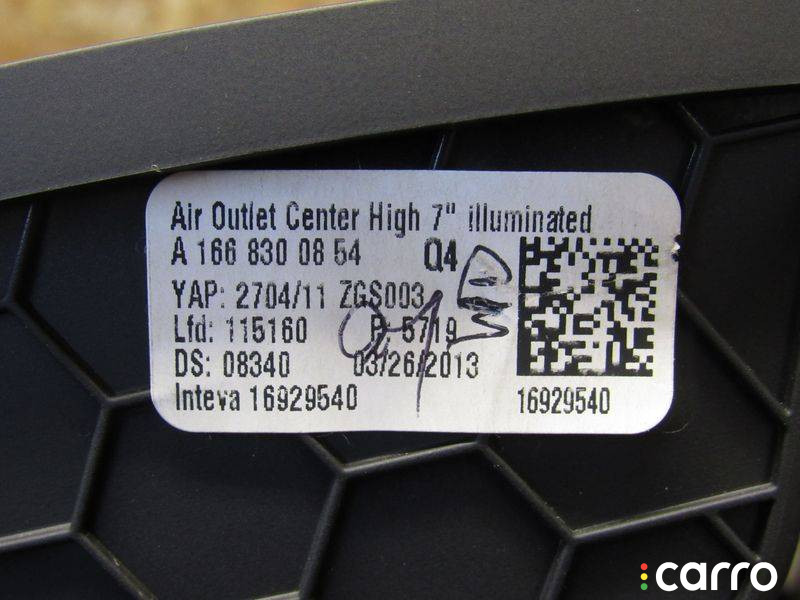 Air Outlet Center High 7" illuminated
A 166 830 08 54 Q4
YAP: 2704/11 ZGS003
Lfd: 115160 P 5719
DS: 08340 03/26/2013
Inteva 16929540 16929540
carro